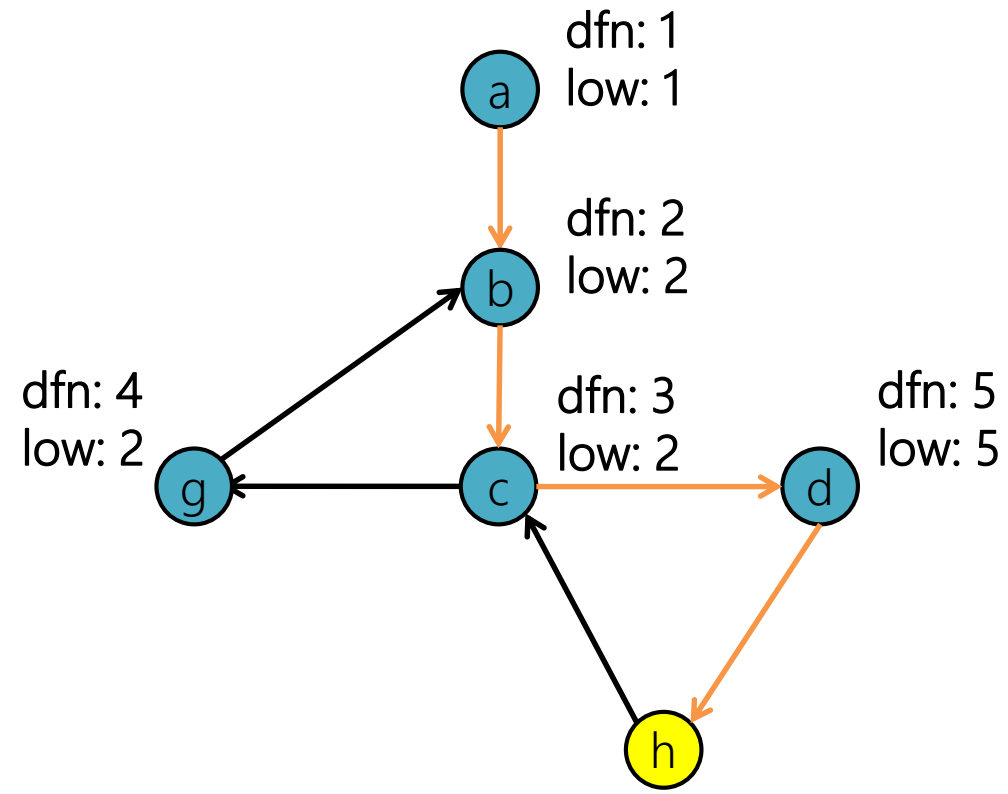 a
dfn: 1
low: 1
b
dfn: 2
low: 2
dfn: 4
low: 2
g
c
dfn: 3
low: 2
d
dfn: 5
low: 5
h